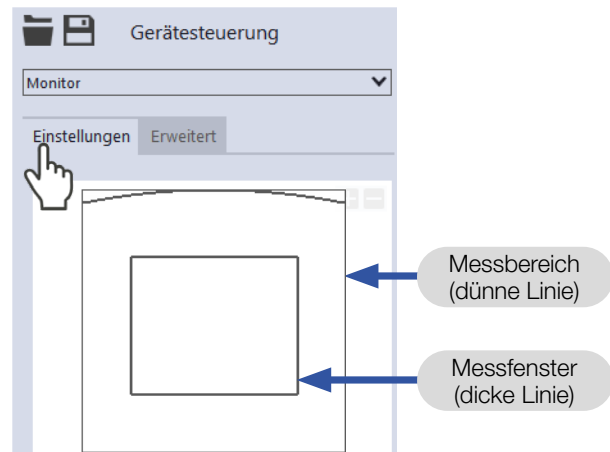 Gerätesteuerung
Monitor
Einstellungen Erweitert
Messbereich
(dünne Linie)
Messfenster
(dicke Linie)